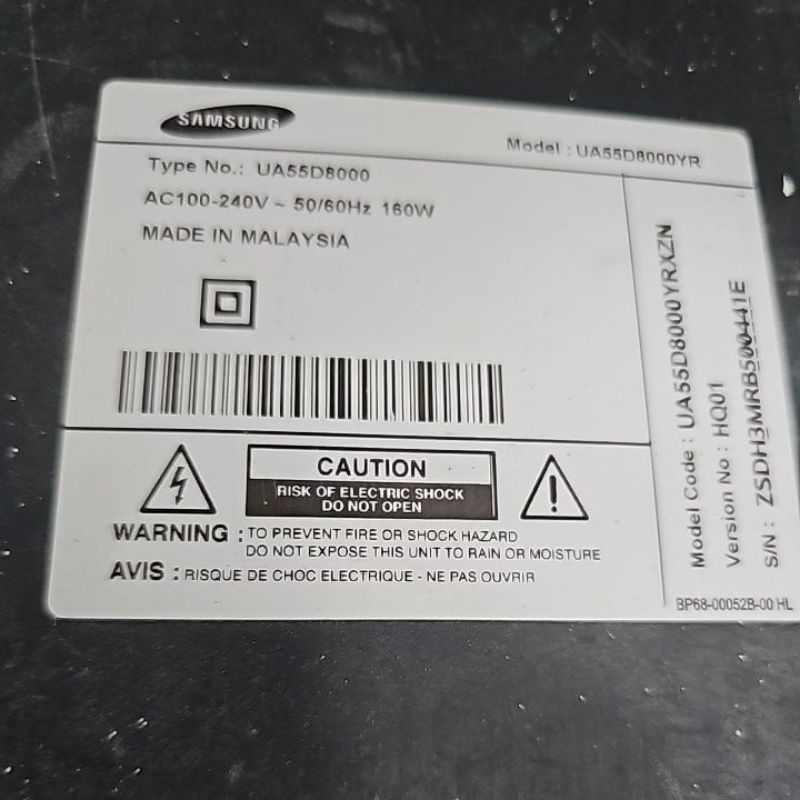 SAMSUNG
Model : UA55D8000YR
Type No.: UA55D8000
AC100-240V ~ 50/60Hz 160W
MADE IN MALAYSIA
CAUTION
RISK OF ELECTRIC SHOCK
DO NOT OPEN
WARNING : TO PREVENT FIRE OR SHOCK HAZARD
DO NOT EXPOSE THIS UNIT TO RAIN OR MOISTURE
AVIS : RISQUE DE CHOC ELECTRIQUE - NE PAS OUVRIR
Model Code : UA55D8000YRXZN
Version No : HQ01
S/N : ZSDH3MRB500441E
BP68-00052B-00 HL